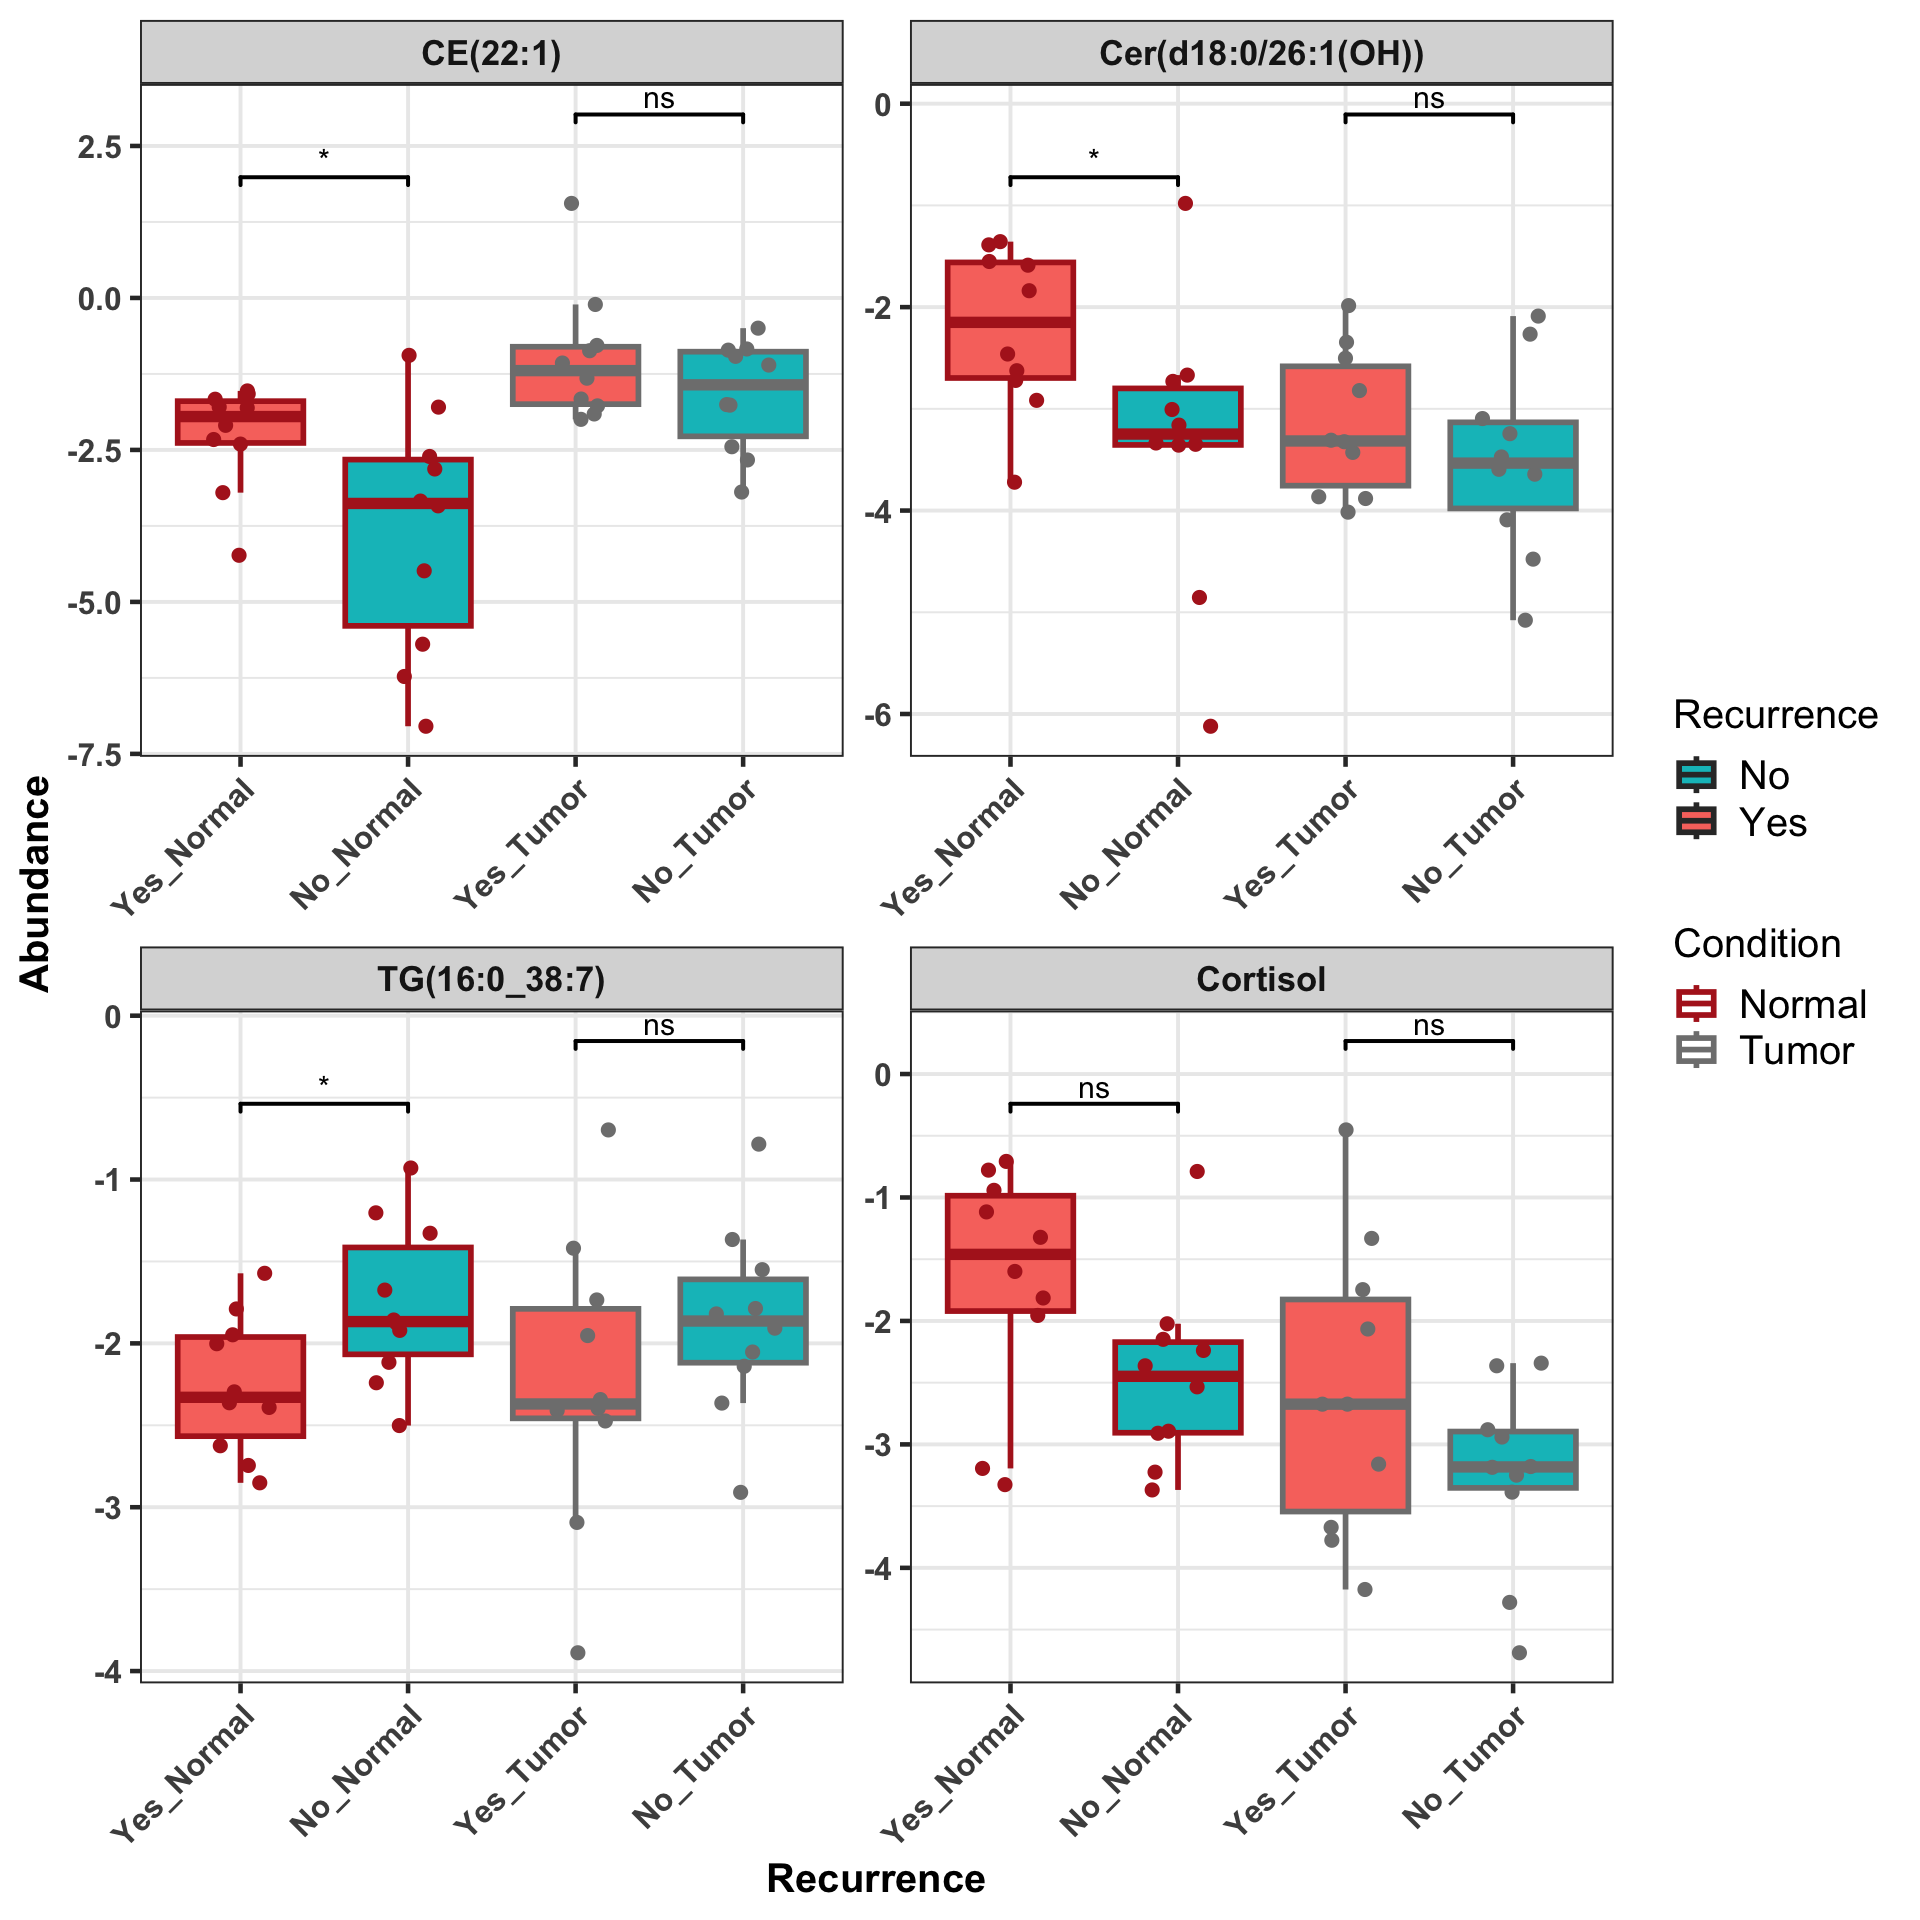 CE(22:1)
Cer(d18:0/26:1(OH))
ns
*
2.5
0.0
-2.5
-5.0
-7.5
ns
*
0
-2
-4
-6
Yes_Normal
No_Normal
Yes_Tumor
No_Tumor
Yes_Normal
No_Normal
Yes_Tumor
No_Tumor
Abundance
TG(16:0_38:7)
Cortisol
ns
*
0
-1
-2
-3
-4
ns
ns
0
-1
-2
-3
-4
Yes_Normal
No_Normal
Yes_Tumor
No_Tumor
Yes_Normal
No_Normal
Yes_Tumor
No_Tumor
Recurrence
Recurrence
No
Yes
Condition
Normal
Tumor